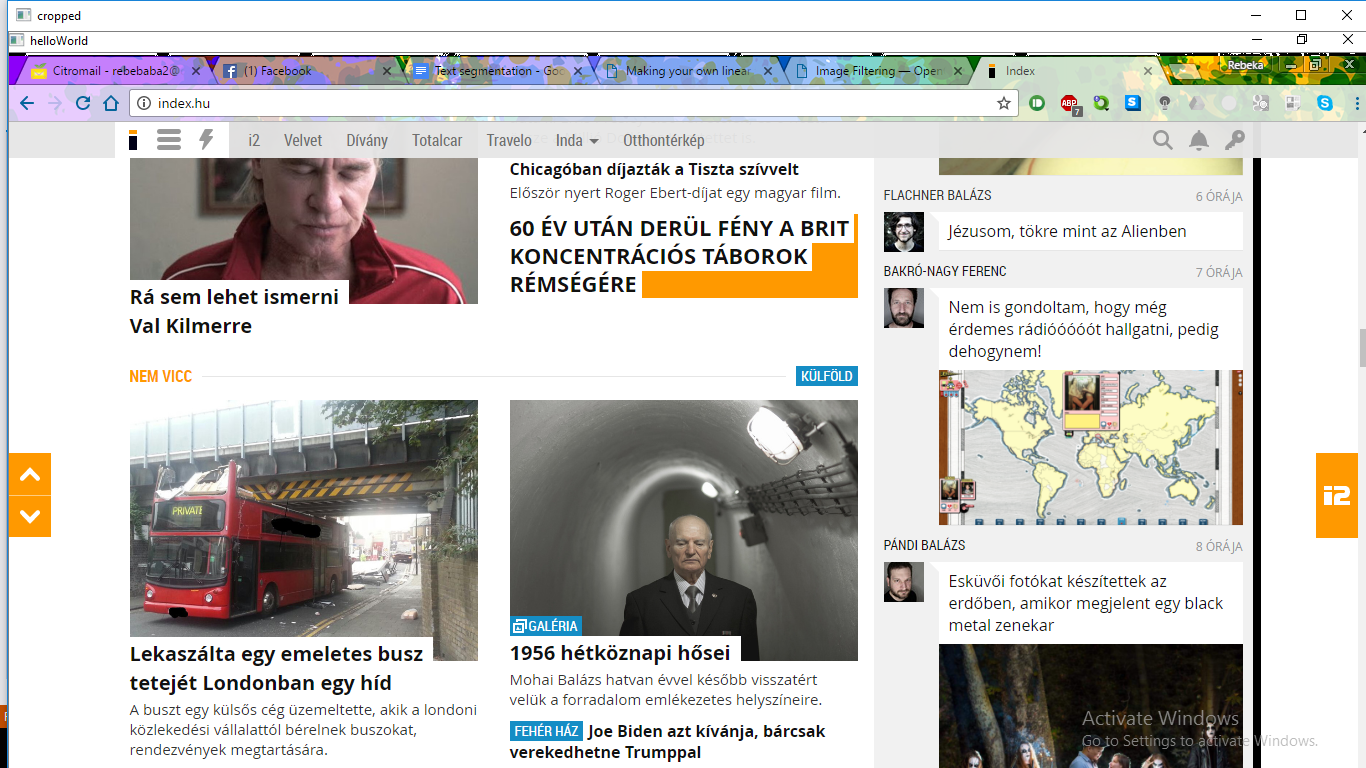 cropped
helloWorld
Citromail - rebebaba2@
(1) Facebook
Text segmentation - Goo
Making your own linear
Image Filtering — Open
Index
Rebeka
index.hu
ABP
7
i2 Velvet Dívány Totalcar Travelo Inda Otthontérkép
Chicagóban díjazták a Tiszta szívvelt
Először nyert Roger Ebert-díjat egy magyar film.
60 ÉV UTÁN DERÜL FÉNY A BRIT
KONCENTRÁCIÓS TÁBOROK
RÉMSÉGÉRE
Rá sem lehet ismerni
Val Kilmerre
NEM VICC
KÜLFÖLD
PRIVATE
Lekaszálta egy emeletes busz
tetejét Londonban egy híd
A buszt egy külsős cég üzemeltette, akik a londoni
közlekedési vállalattól bérelnek buszokat,
rendezvények megtartására.
GALÉRIA
1956 hétköznapi hősei
Mohai Balázs hatvan évvel később visszatért
velük a forradalom emlékezetes helyszíneire.
FEHÉR HÁZ Joe Biden azt kívánja, bárcsak
verekedhetne Trumppal
FLACHNER BALÁZS 6 ÓRÁJA
Jézusom, tökre mint az Alienben
BAKRÓ-NAGY FERENC 7 ÓRÁJA
Nem is gondoltam, hogy még
érdemes rádióóóóót hallgatni, pedig
dehogynem!
PÁNDI BALÁZS 8 ÓRÁJA
Esküvői fotókat készítettek az
erdőben, amikor megjelent egy black
metal zenekar
i2
Activate Windows
Go to Settings to activate Windows.